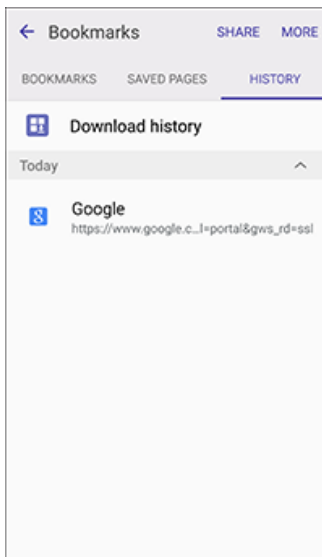 Bookmarks SHARE MORE
BOOKMARKS SAVED PAGES HISTORY
Download history
Today
Google
https://www.google.c...l=portal&gws_rd=ssl